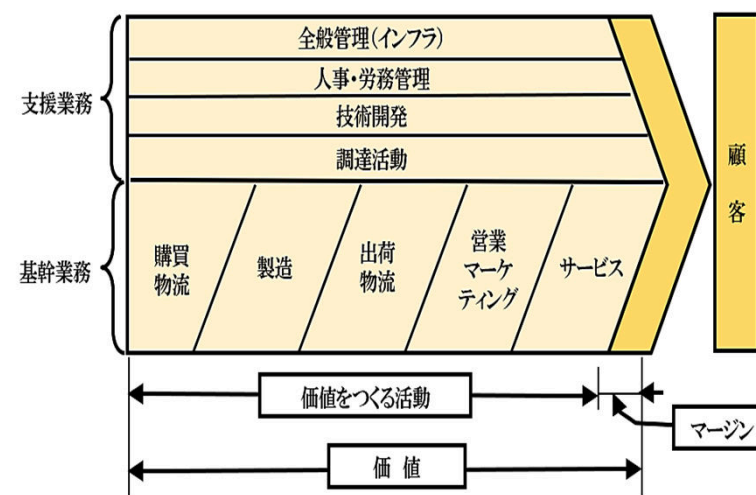 全般管理（インフラ）
人事・労務管理
技術開発
調達活動
支援業務
基幹業務
購買
物流
製造
出荷
物流
営業
マーケ
ティング
サービス
顧
客
価値をつくる活動
マージン
価 値